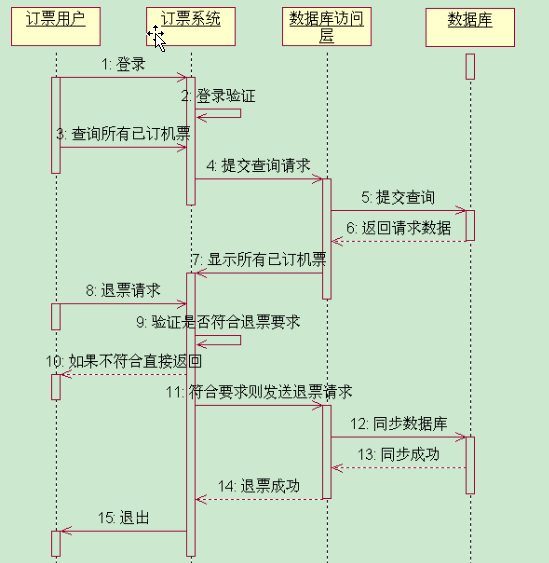 订票用户
订票系统
数据库访问
层
数据库
1: 登录
2: 登录验证
3: 查询所有已订机票
4: 提交查询请求
5: 提交查询
6: 返回请求数据
7: 显示所有已订机票
8: 退票请求
9: 验证是否符合退票要求
10: 如果不符合直接返回
11: 符合要求则发送退票请求
12: 同步数据库
13: 同步成功
14: 退票成功
15: 退出